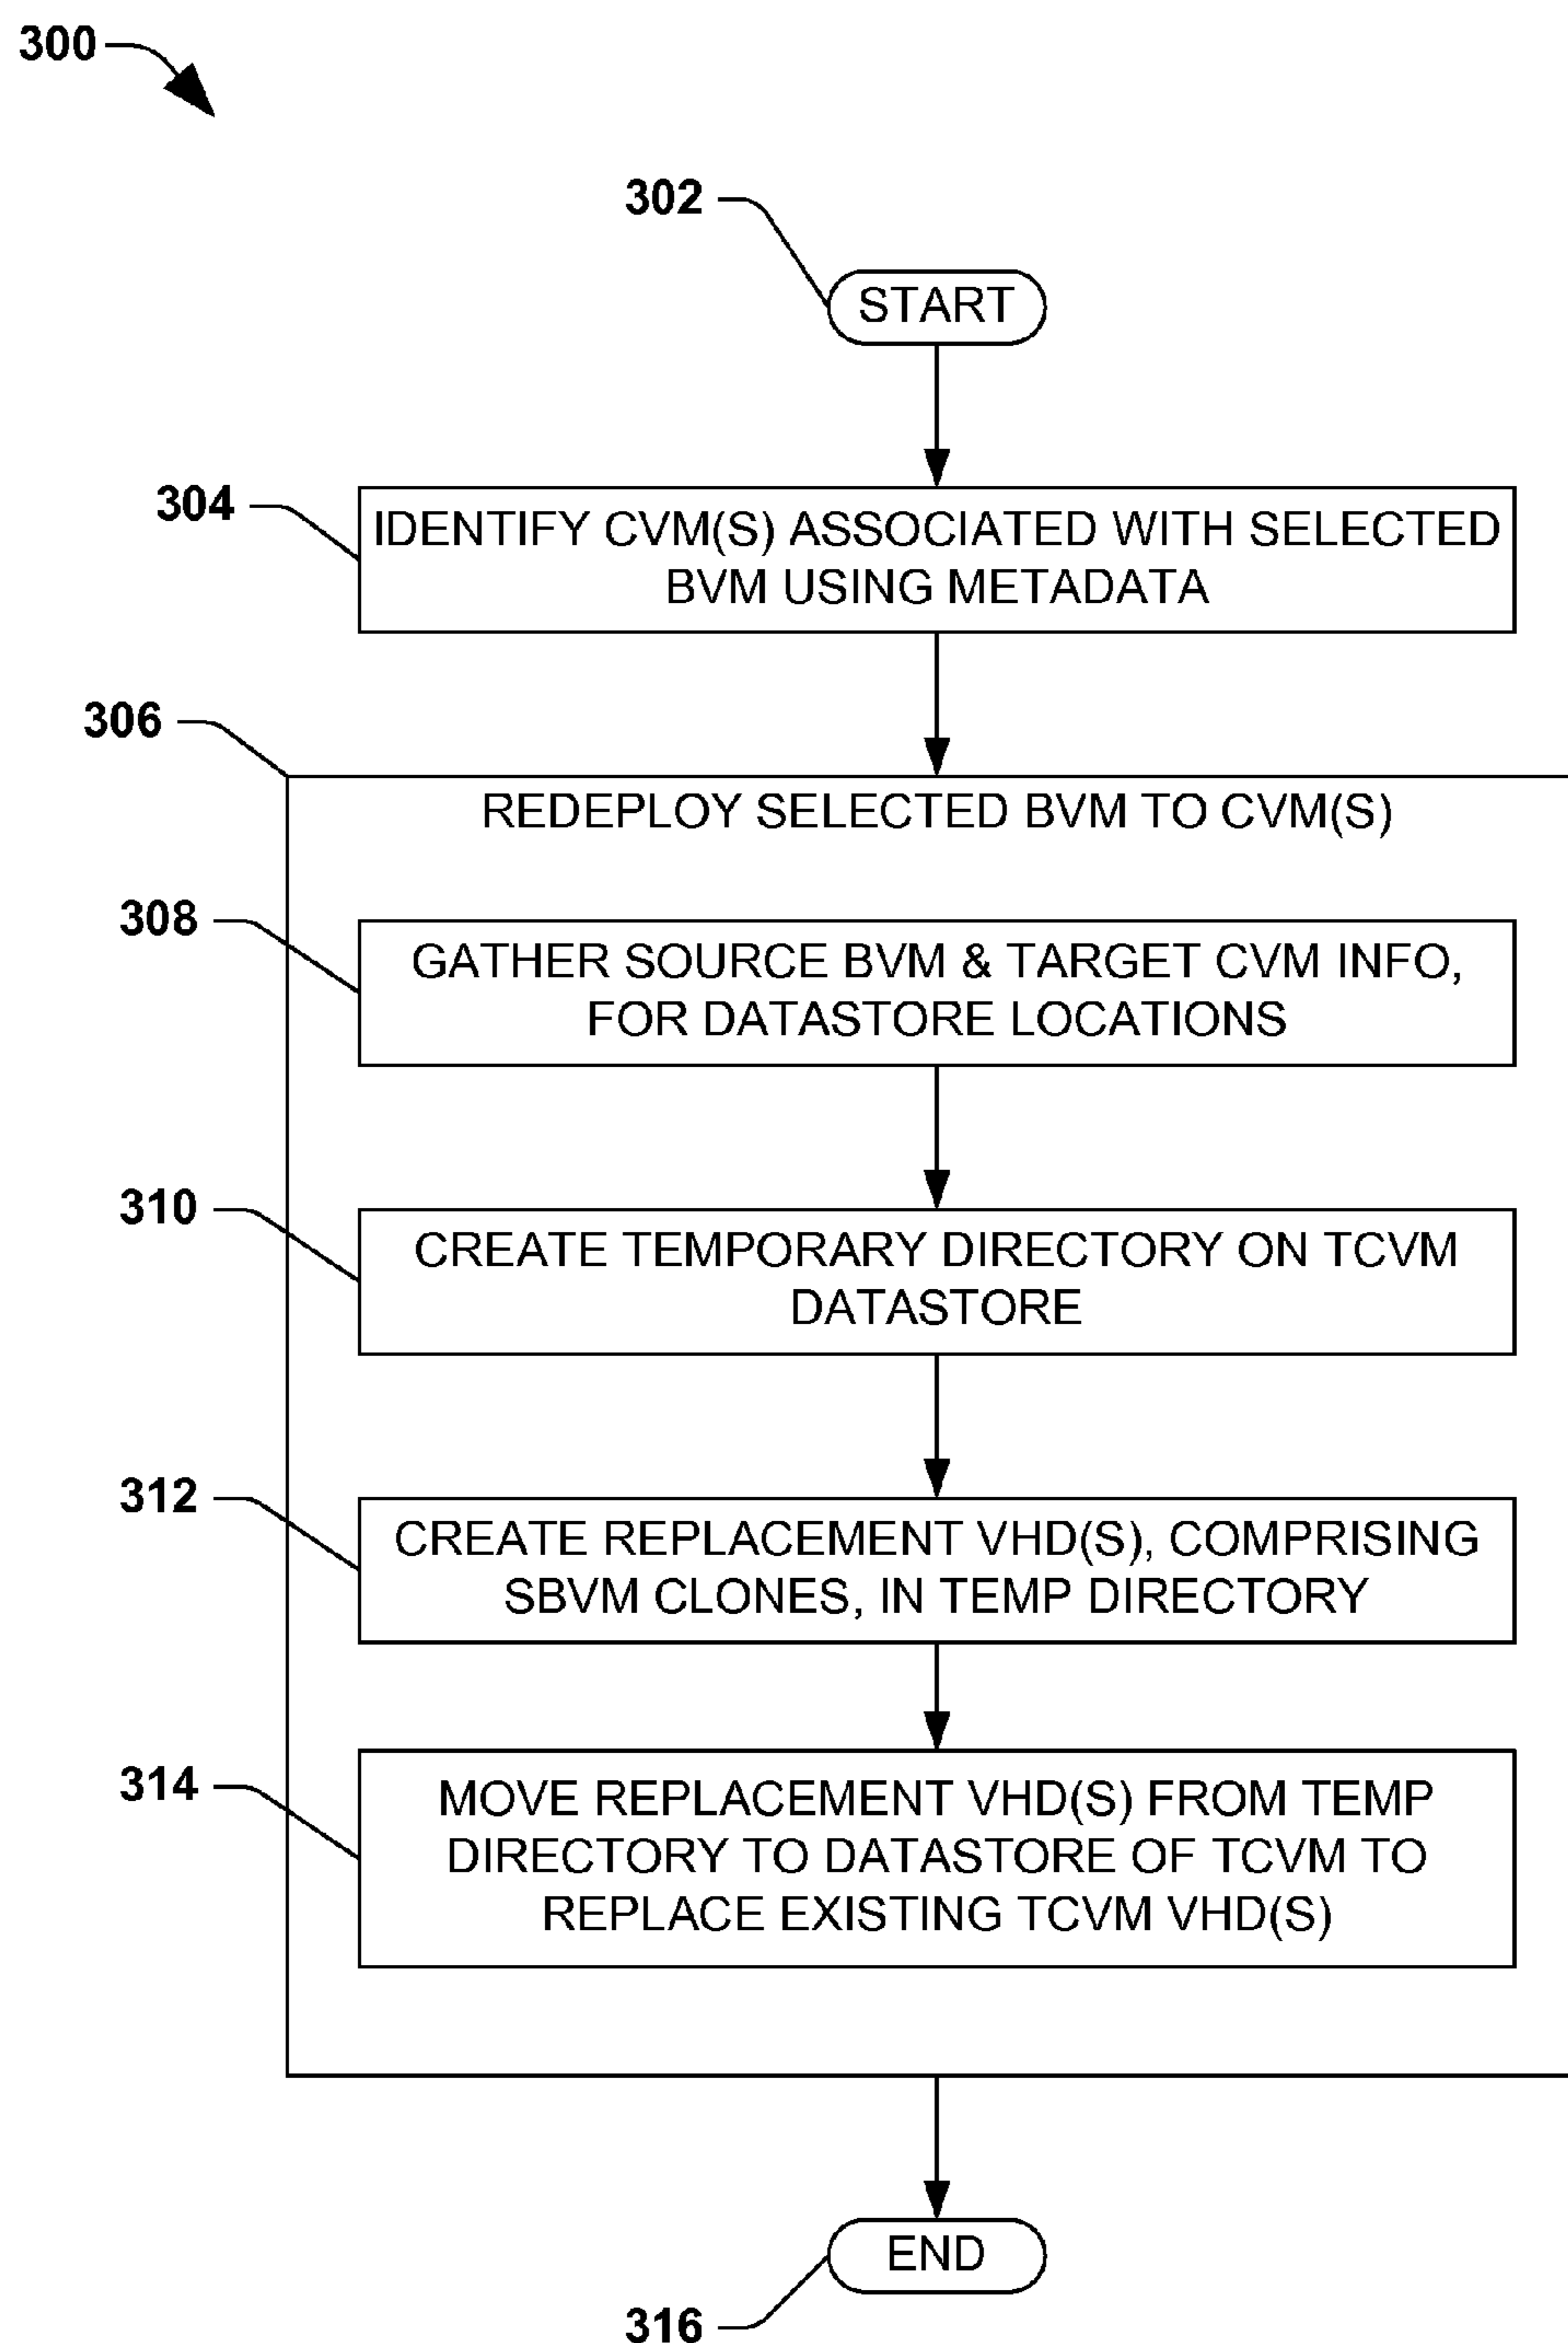 300
302
START
304
IDENTIFY CVM(S) ASSOCIATED WITH SELECTED
BVM USING METADATA
306
REDEPLOY SELECTED BVM TO CVM(S)
308
GATHER SOURCE BVM & TARGET CVM INFO,
FOR DATASTORE LOCATIONS
310
CREATE TEMPORARY DIRECTORY ON TCVM
DATASTORE
312
CREATE REPLACEMENT VHD(S), COMPRISING
SBVM CLONES, IN TEMP DIRECTORY
314
MOVE REPLACEMENT VHD(S) FROM TEMP
DIRECTORY TO DATASTORE OF TCVM TO
REPLACE EXISTING TCVM VHD(S)
END
316